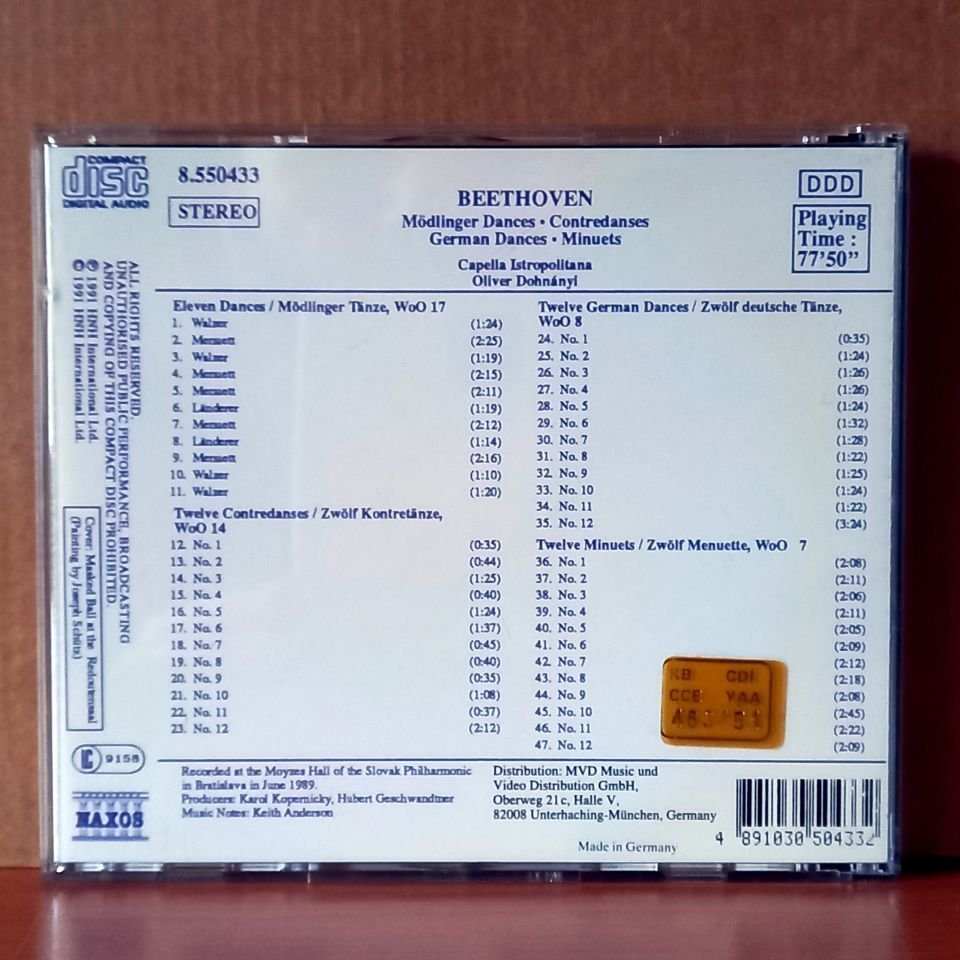 COMPACT
disc
DIGITAL AUDIO
8.550433
STEREO
BEETHOVEN
Mödlinger Dances • Contredanses
German Dances • Minuets
Capella Istropolitana
Oliver Dohnányi
DDD
Playing
Time :
77'50"
Eleven Dances / Mödlinger Tänze, WoO 17
1. Walzer (1:24)
2. Menuett (2:25)
3. Walzer (1:19)
4. Menuett (2:15)
5. Menuett (2:11)
6. Länderer (1:19)
7. Menuett (2:12)
8. Länderer (1:14)
9. Menuett (2:16)
10. Walzer (1:10)
11. Walzer (1:20)
Twelve Contredanses / Zwölf Kontretänze,
WoO 14
12. No. 1 (0:35)
13. No. 2 (0:44)
14. No. 3 (1:25)
15. No. 4 (0:40)
16. No. 5 (1:24)
17. No. 6 (1:37)
18. No. 7 (0:45)
19. No. 8 (0:40)
20. No. 9 (0:35)
21. No. 10 (1:08)
22. No. 11 (0:37)
23. No. 12 (2:12)
Twelve German Dances / Zwölf deutsche Tänze,
WoO 8
24. No. 1 (0:35)
25. No. 2 (1:24)
26. No. 3 (1:26)
27. No. 4 (1:26)
28. No. 5 (1:24)
29. No. 6 (1:32)
30. No. 7 (1:28)
31. No. 8 (1:22)
32. No. 9 (1:25)
33. No. 10 (1:24)
34. No. 11 (1:22)
35. No. 12 (3:24)
Twelve Minuets / Zwölf Menuette, WoO 7
36. No. 1 (2:08)
37. No. 2 (2:11)
38. No. 3 (2:06)
39. No. 4 (2:11)
40. No. 5 (2:05)
41. No. 6 (2:09)
42. No. 7 (2:12)
43. No. 8 (2:18)
44. No. 9 (2:08)
45. No. 10 (2:45)
46. No. 11 (2:22)
47. No. 12 (2:09)
KB CDI
CCE YAA
ALL RIGHTS RESERVED.
UNAUTHORISED PUBLIC PERFORMANCE, BROADCASTING
AND COPYING OF THIS COMPACT DISC PROHIBITED.
℗ 1991 HNH International Ltd.
© 1991 HNH International Ltd.
Cover: Masked Ball at the Redoutensaal
(Painting by Joseph Schütz)
LC 9158
NAXOS
Recorded at the Moyzes Hall of the Slovak Philharmonic
in Bratislava in June 1989.
Producers: Karol Kopernicky, Hubert Geschwandtner
Music Notes: Keith Anderson
Distribution: MVD Music und
Video Distribution GmbH,
Oberweg 21c, Halle V,
82008 Unterhaching-München, Germany
Made in Germany
4 891030 504332